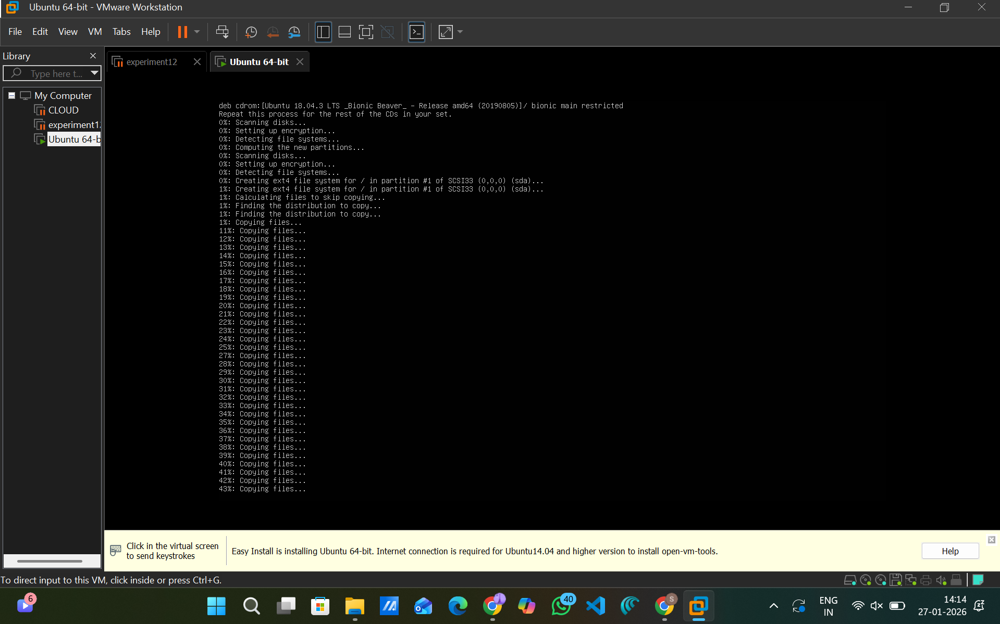 Ubuntu 64-bit - VMware Workstation
File Edit View VM Tabs Help
Library
Type here t...
My Computer
CLOUD
experiment1
Ubuntu 64-b
experiment12
Ubuntu 64-bit
deb cdrom:[Ubuntu 18.04.3 LTS _Bionic Beaver_ - Release amd64 (20190805)]/ bionic main restricted
Repeat this process for the rest of the CDs in your set.
0%: Scanning disks...
0%: Setting up encryption...
0%: Detecting file systems...
0%: Computing the new partitions...
0%: Scanning disks...
0%: Setting up encryption...
0%: Detecting file systems...
0%: Creating ext4 file system for / in partition #1 of SCSI33 (0,0,0) (sda)...
1%: Creating ext4 file system for / in partition #1 of SCSI33 (0,0,0) (sda)...
1%: Calculating files to skip copying...
1%: Finding the distribution to copy...
1%: Finding the distribution to copy...
1%: Copying files...
11%: Copying files...
12%: Copying files...
13%: Copying files...
14%: Copying files...
15%: Copying files...
16%: Copying files...
17%: Copying files...
18%: Copying files...
19%: Copying files...
20%: Copying files...
21%: Copying files...
22%: Copying files...
23%: Copying files...
24%: Copying files...
25%: Copying files...
27%: Copying files...
28%: Copying files...
29%: Copying files...
30%: Copying files...
31%: Copying files...
32%: Copying files...
33%: Copying files...
34%: Copying files...
35%: Copying files...
36%: Copying files...
37%: Copying files...
38%: Copying files...
39%: Copying files...
40%: Copying files...
41%: Copying files...
42%: Copying files...
43%: Copying files...
Click in the virtual screen
to send keystrokes
Easy Install is installing Ubuntu 64-bit. Internet connection is required for Ubuntu14.04 and higher version to install open-vm-tools.
Help
To direct input to this VM, click inside or press Ctrl+G.
6
40
S
ENG
IN
14:14
27-01-2026